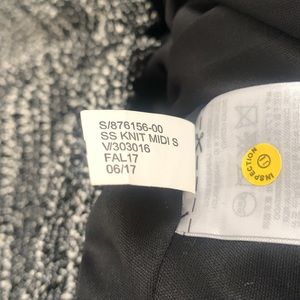 S/876156-00
SS KNIT MIDI S
V/303016
FAL17
06/17
INSPECTION